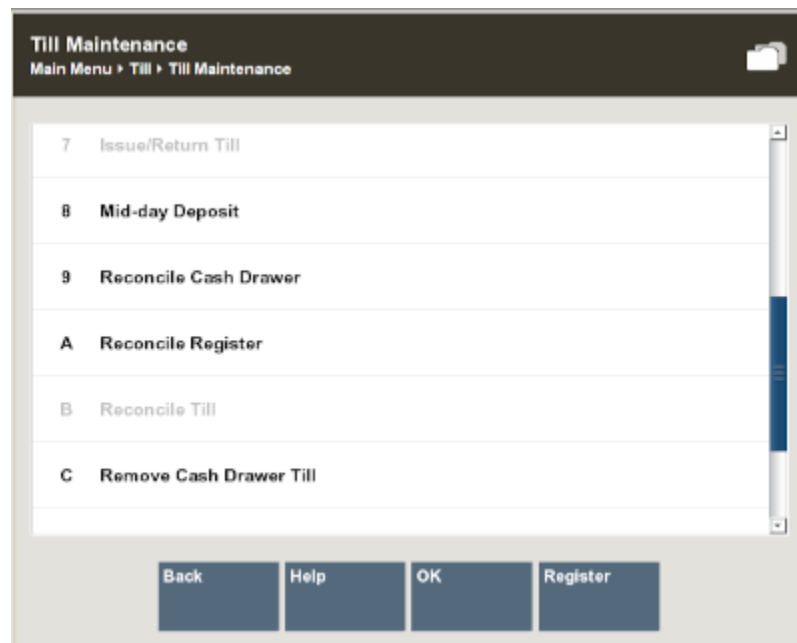 Till Maintenance
Main Menu ▸ Till ▸ Till Maintenance
7 Issue/Return Till
8 Mid-day Deposit
9 Reconcile Cash Drawer
A Reconcile Register
B Reconcile Till
C Remove Cash Drawer Till
Back Help OK Register